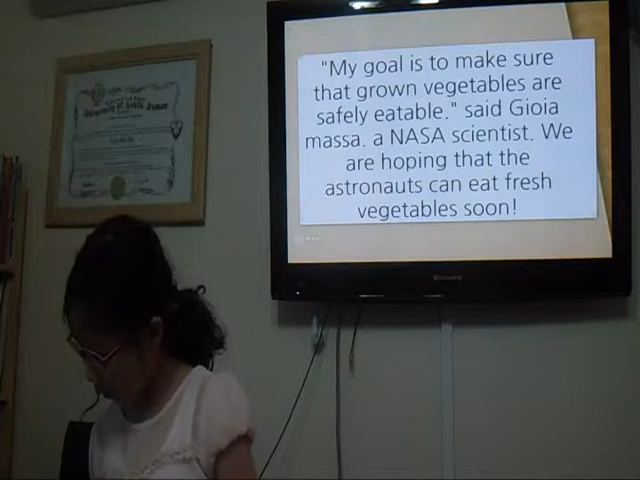 "My goal is to make sure
that grown vegetables are
safely eatable." said Gioia
massa. a NASA scientist. We
are hoping that the
astronauts can eat fresh
vegetables soon!